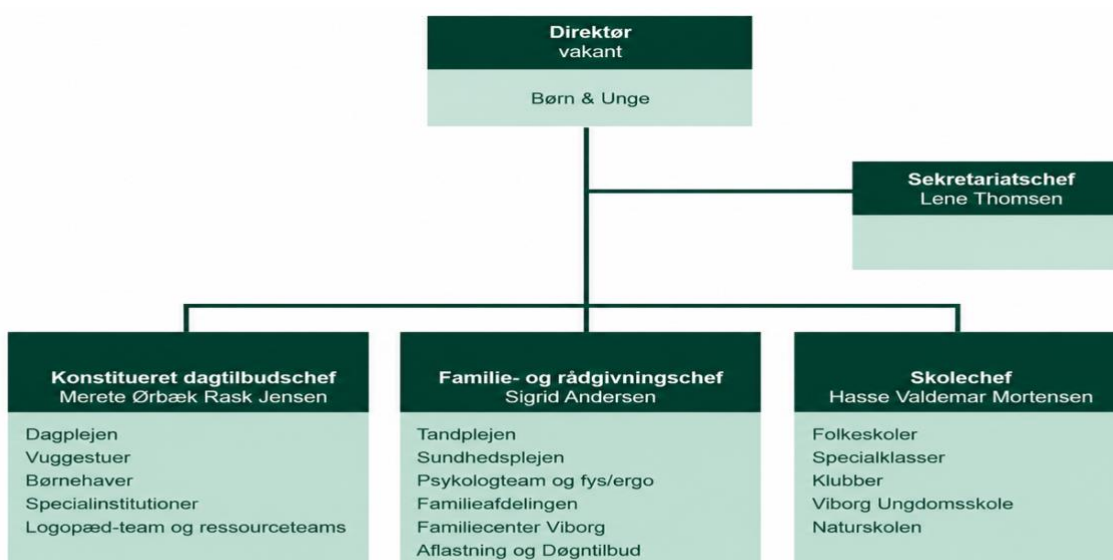 Direktør
vakant
Børn & Unge
Sekretariatschef
Lene Thomsen
Konstitueret dagtilbudschef
Merete Ørbæk Rask Jensen
Dagplejen
Vuggestuer
Børnehaver
Specialinstitutioner
Logopæd-team og ressourceteams
Familie- og rådgivningschef
Sigrid Andersen
Tandplejen
Sundhedsplejen
Psykologteam og fys/ergo
Familieafdelingen
Familiecenter Viborg
Aflastning og Døgntilbud
Skolechef
Hasse Valdemar Mortensen
Folkeskoler
Specialklasser
Klubber
Viborg Ungdomsskole
Naturskolen